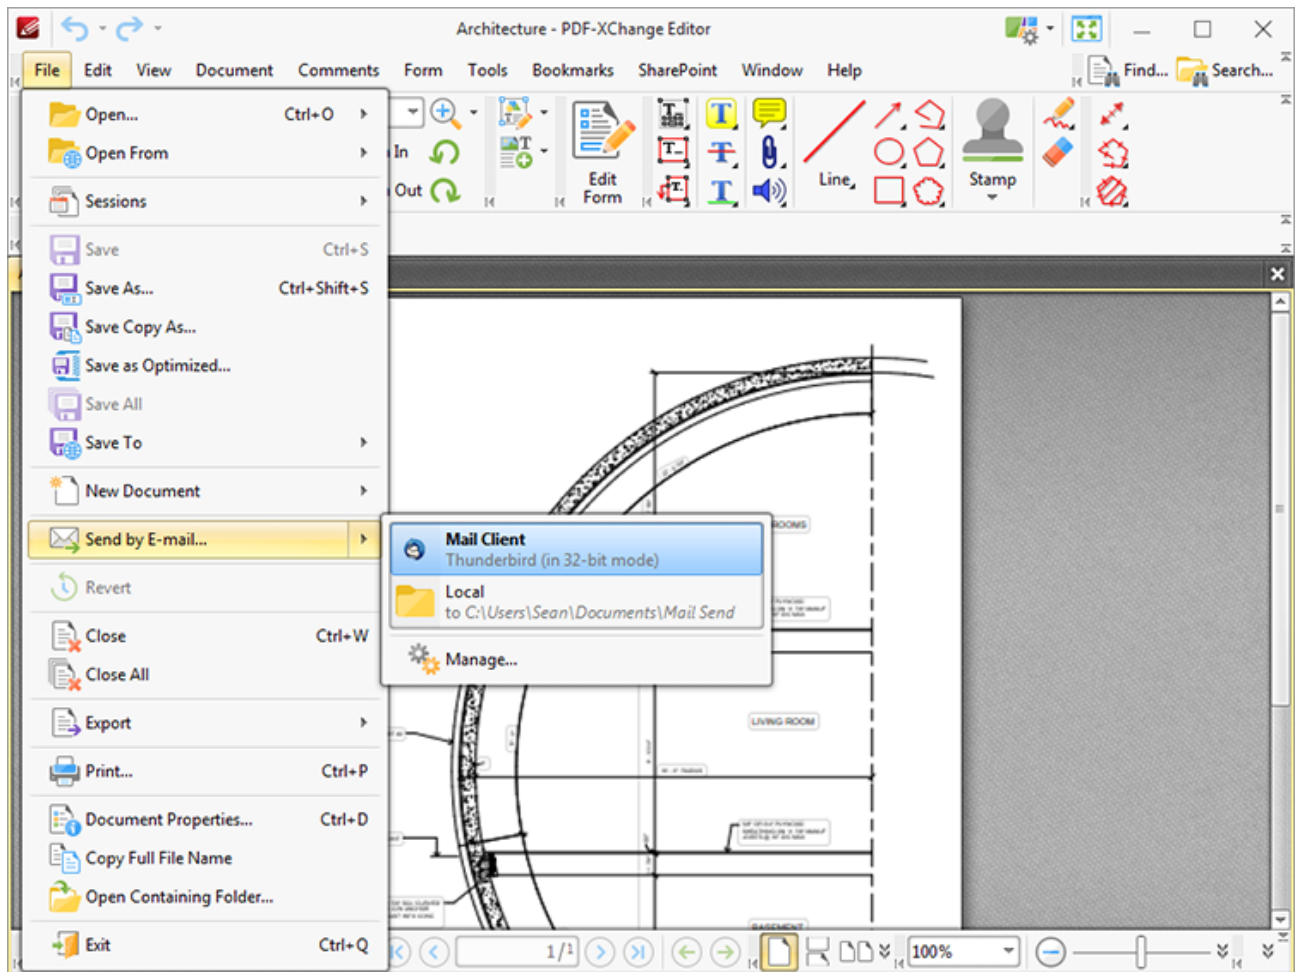 Architecture - PDF-XChange Editor
File Edit View Document Comments Form Tools Bookmarks SharePoint Window Help
Find... Search...
Open... Ctrl+O
Open From
In
Edit
Form
Line
Stamp
Sessions
Out
Save Ctrl+S
Save As... Ctrl+Shift+S
Save Copy As...
Save as Optimized...
Save All
Save To
New Document
Send by E-mail...
Mail Client
Thunderbird (in 32-bit mode)
Local
to C:\Users\Sean\Documents\Mail Send
Manage...
Revert
Close Ctrl+W
Close All
Export
LIVING ROOM
Print... Ctrl+P
Document Properties... Ctrl+D
Copy Full File Name
Open Containing Folder...
BASEMENT
Exit Ctrl+Q
1/1
100%